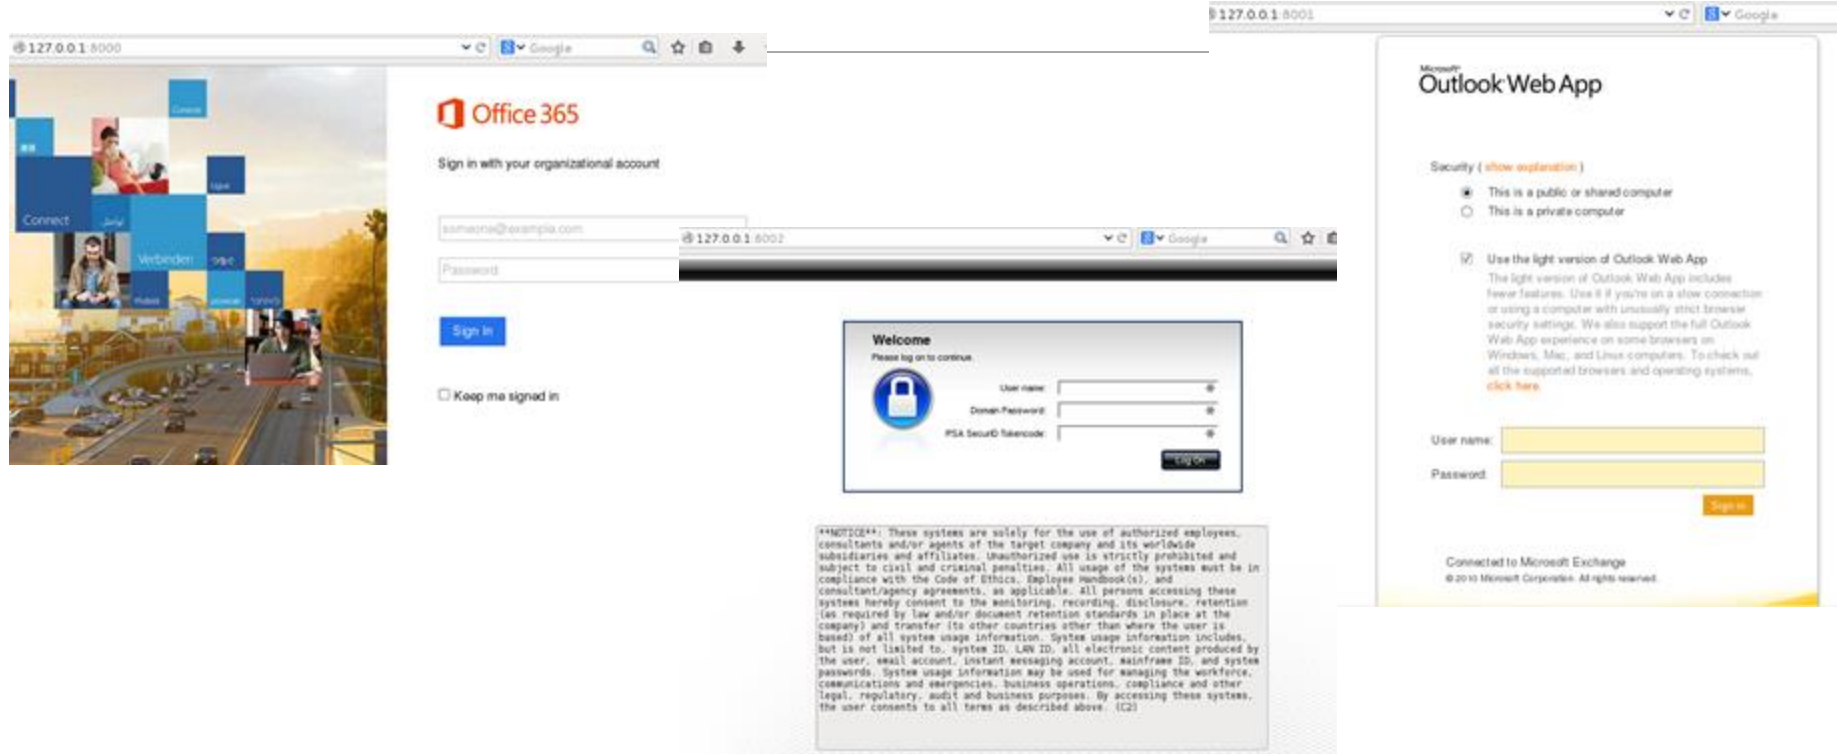 127.0.0.1:8000
Google
Connect
Verbinden
Office 365
Sign in with your organizational account
someone@example.com
Password
Sign in
Keep me signed in
127.0.0.1:8002
Google
Welcome
Please log on to continue.
User name:
Domain Password:
RSA SecurID Tokencode:
Log On
**NOTICE**: These systems are solely for the use of authorized employees,
consultants and/or agents of the target company and its worldwide
subsidiaries and affiliates. Unauthorized use is strictly prohibited and
subject to civil and criminal penalties. All usage of the systems must be in
compliance with the Code of Ethics, Employee Handbook(s), and
consultant/agency agreements, as applicable. All persons accessing these
systems hereby consent to the monitoring, recording, disclosure, retention
(as required by law and/or document retention standards in place at the
company) and transfer (to other countries other than where the user is
based) of all system usage information. System usage information includes,
but is not limited to, system ID, LAN ID, all electronic content produced by
the user, email account, instant messaging account, mainframe ID, and system
passwords. System usage information may be used for managing the workforce,
communications and emergencies, business operations, compliance and other
legal, regulatory, audit and business purposes. By accessing these systems,
the user consents to all terms as described above. (C2)
127.0.0.1:8001
Google
Microsoft
Outlook Web App
Security ( show explanation )
This is a public or shared computer
This is a private computer
Use the light version of Outlook Web App
The light version of Outlook Web App includes
fewer features. Use it if you're on a slow connection
or using a computer with unusually strict browser
security settings. We also support the full Outlook
Web App experience on some browsers on
Windows, Mac, and Linux computers. To check out
all the supported browsers and operating systems,
click here.
User name:
Password:
Sign in
Connected to Microsoft Exchange
© 2010 Microsoft Corporation. All rights reserved.